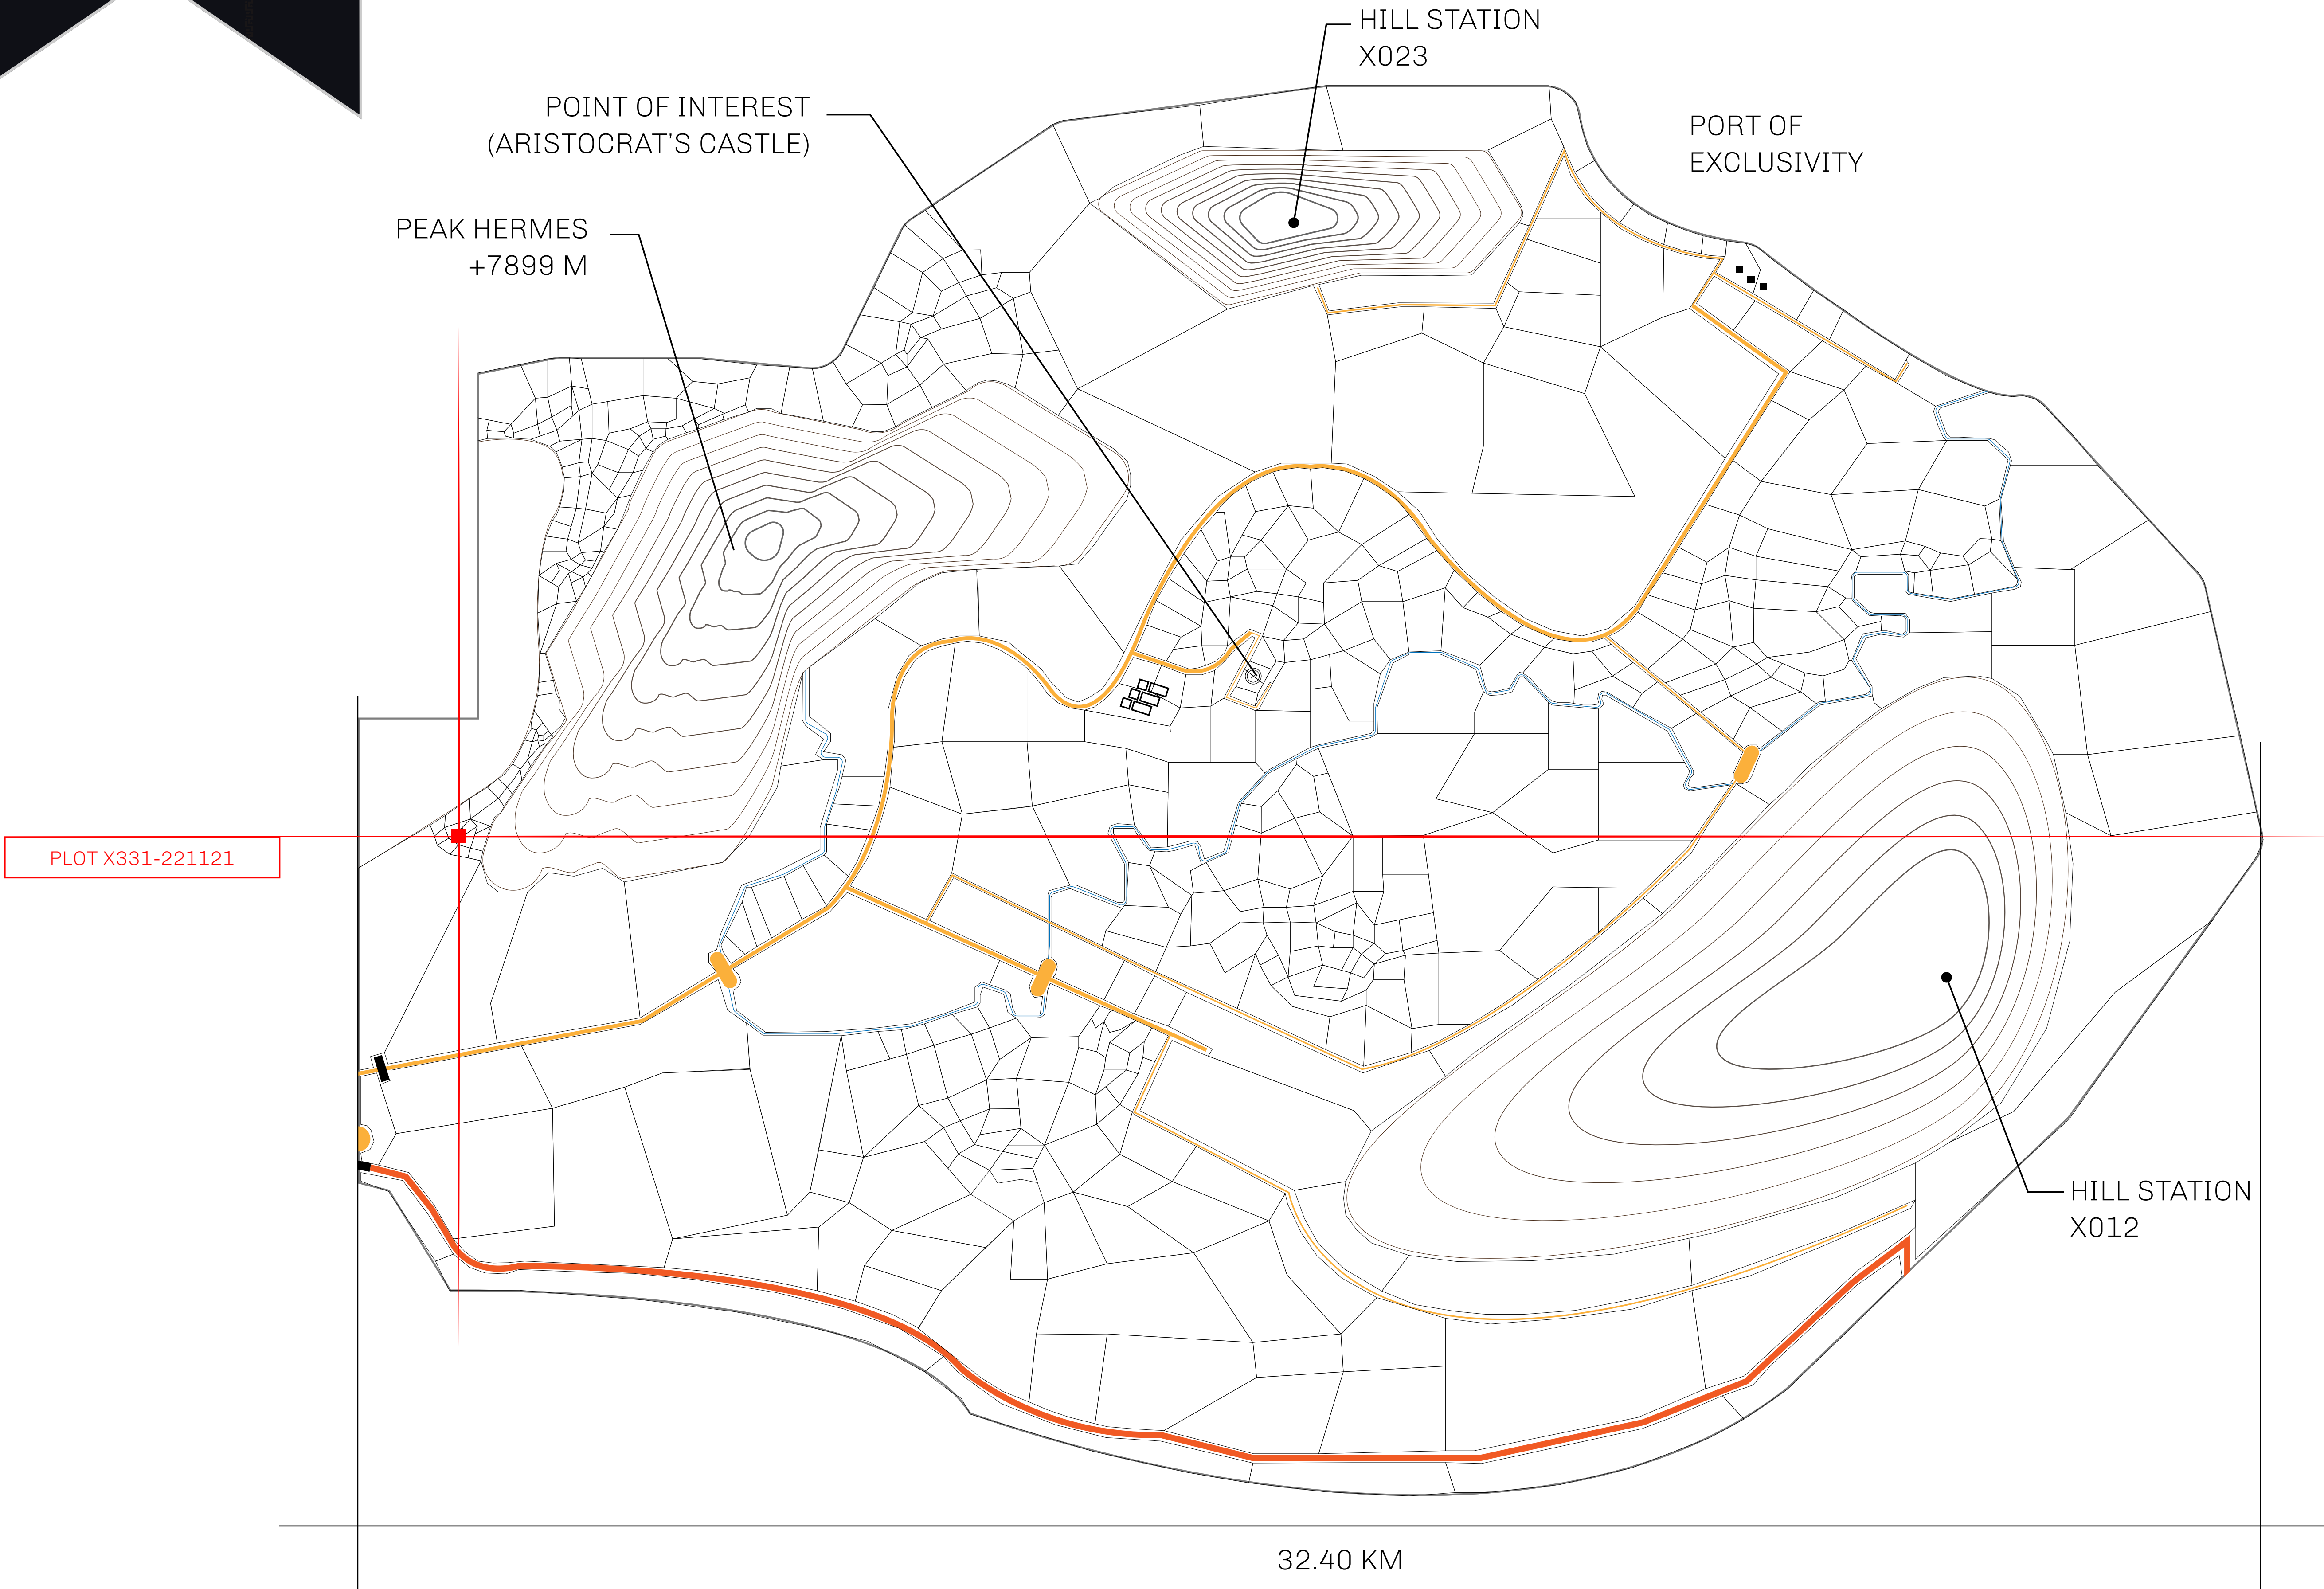 HILL STATION
X023
POINT OF INTEREST
(ARISTOCRAT'S CASTLE)
PORT OF
EXCLUSIVITY
PEAK HERMES
+7899 M
PLOT X331-221121
HILL STATION
X012
32.40 KM